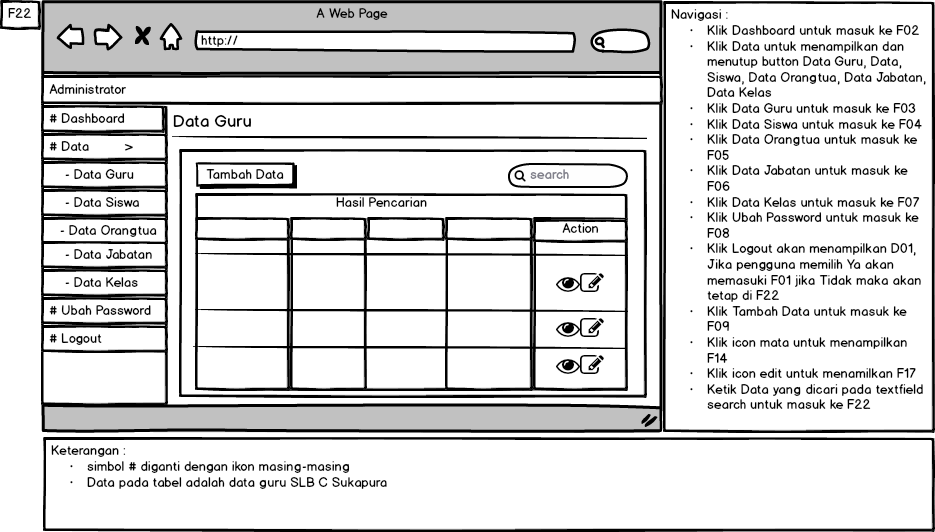 F22
A Web Page
http://
Administrator
# Dashboard
# Data >
- Data Guru
- Data Siswa
- Data Orangtua
- Data Jabatan
- Data Kelas
# Ubah Password
# Logout
Data Guru
Tambah Data
search
Hasil Pencarian
Action
Navigasi :
· Klik Dashboard untuk masuk ke F02
· Klik Data untuk menampilkan dan
menutup button Data Guru, Data,
Siswa, Data Orangtua, Data Jabatan,
Data Kelas
· Klik Data Guru untuk masuk ke F03
· Klik Data Siswa untuk masuk ke F04
· Klik Data Orangtua untuk masuk ke
F05
· Klik Data Jabatan untuk masuk ke
F06
· Klik Data Kelas untuk masuk ke F07
· Klik Ubah Password untuk masuk ke
F08
· Klik Logout akan menampilkan D01,
Jika pengguna memilih Ya akan
memasuki F01 jika Tidak maka akan
tetap di F22
· Klik Tambah Data untuk masuk ke
F09
· Klik icon mata untuk menampilkan
F14
· Klik icon edit untuk menamilkan F17
· Ketik Data yang dicari pada textfield
search untuk masuk ke F22
Keterangan :
· simbol # diganti dengan ikon masing-masing
· Data pada tabel adalah data guru SLB C Sukapura